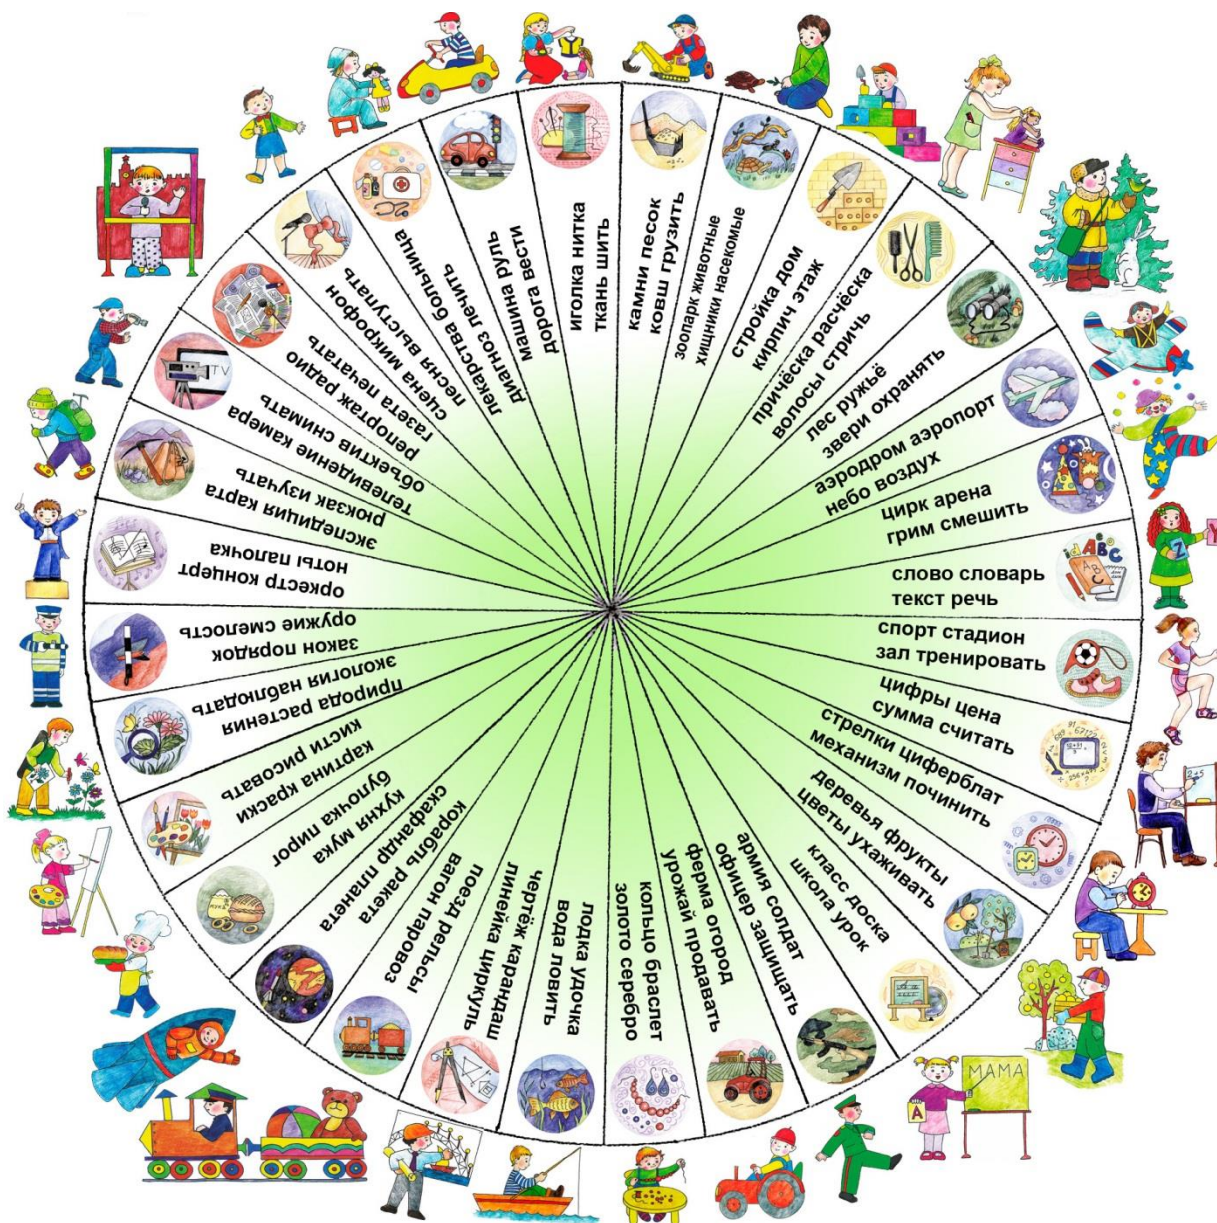 иголка нитка
ткань шить
камни песок
ковш грузить
зоопарк животные
хищники насекомые
стройка дом
кирпич этаж
причёска расчёска
волосы стричь
лес ружьё
звери охранять
аэродром аэропорт
небо воздух
цирк арена
грим смешить
слово словарь
текст речь
спорт стадион
зал тренировать
цифры цена
сумма считать
стрелки циферблат
механизм починить
деревья фрукты
цветы ухаживать
класс доска
школа урок
армия солдат
офицер защищать
ферма огород
урожай продавать
кольцо браслет
золото серебро
лодка удочка
вода ловить
чертёж карандаш
линейка циркуль
поезд рельсы
вагон паровоз
корабль ракета
скафандр планета
кухня мука
булочка пирог
картина краски
кисти рисовать
природа растения
экология наблюдать
закон порядок
оружие смелость
оркестр концерт
ноты палочка
экспедиция карта
рюкзак изучать
телевидение камера
объектив снимать
репортаж радио
газета печатать
сцена микрофон
песня выступать
лекарства больница
диагноз лечить
машина руль
дорога вести
TV
ABC
МАМА
А
Z
Y
2+5